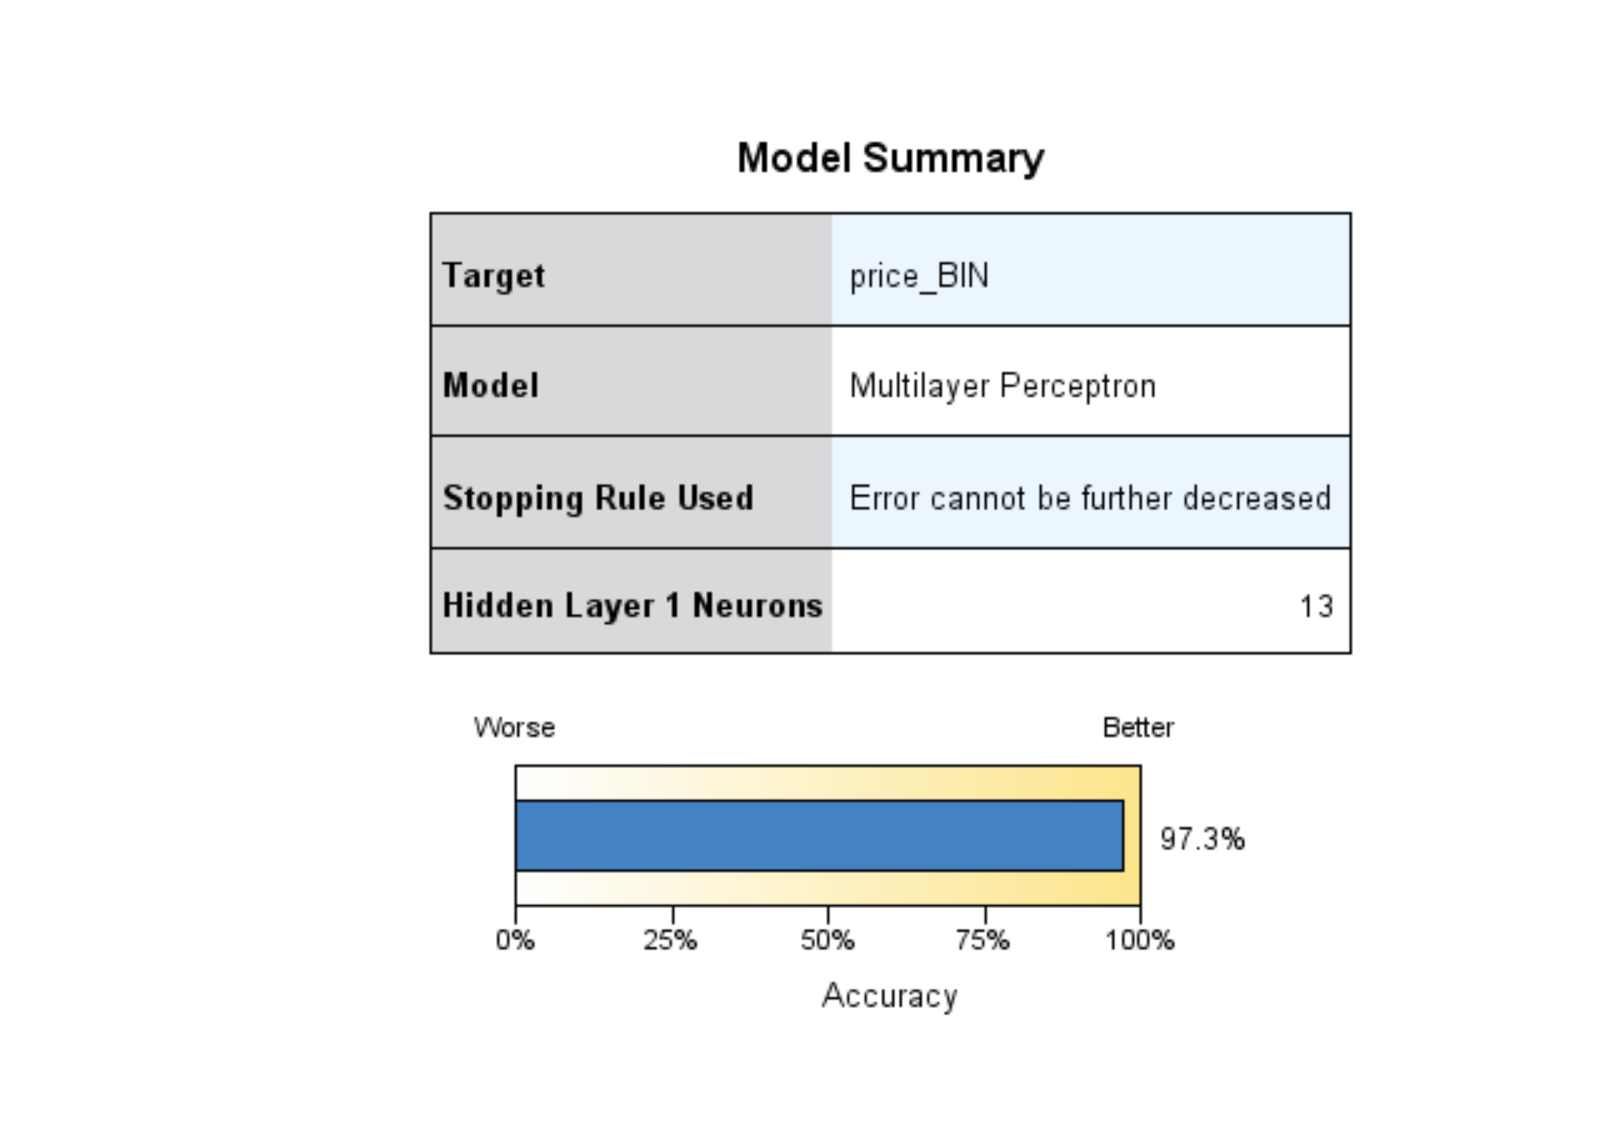 Model Summary
Target price_BIN
Model Multilayer Perceptron
Stopping Rule Used Error cannot be further decreased
Hidden Layer 1 Neurons 13
Worse Better
97.3%
0% 25% 50% 75% 100%
Accuracy